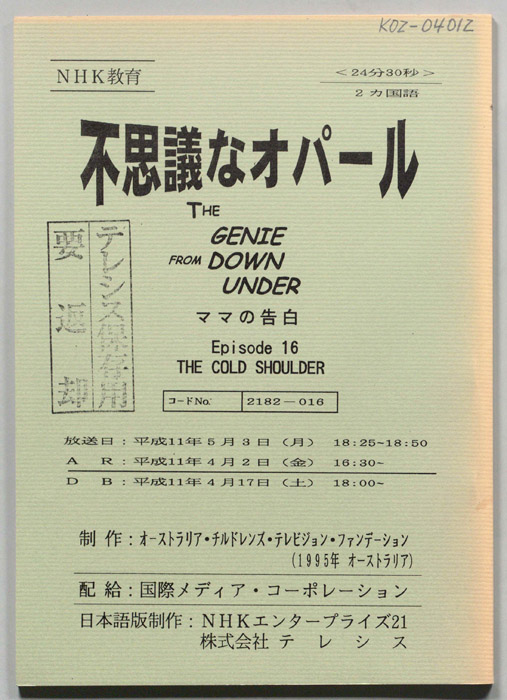 K02-04012
NHK教育
<24分30秒>
2カ国語
不思議なオパール
THE
GENIE
FROM DOWN
UNDER
ママの告白
Episode 16
THE COLD SHOULDER
テレシス保存用
要返却
コードNo.
2182-016
放送日:平成11年5月3日(月) 18:25~18:50
A R:平成11年4月2日(金) 16:30~
D B:平成11年4月17日(土) 18:00~
制作:オーストラリア・チルドレンズ・テレビジョン・ファンデーション
(1995年 オーストラリア)
配給:国際メディア・コーポレーション
日本語版制作:NHKエンタープライズ21
株式会社テレシス